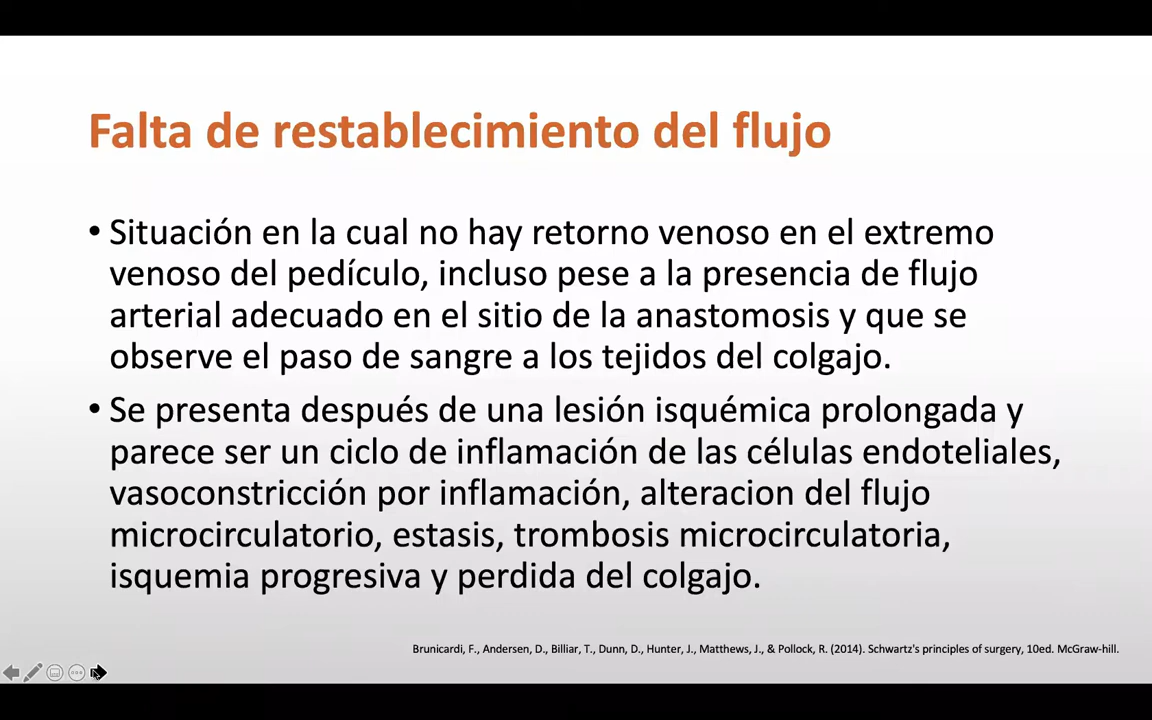 Falta de restablecimiento del flujo
• Situación en la cual no hay retorno venoso en el extremo
venoso del pedículo, incluso pese a la presencia de flujo
arterial adecuado en el sitio de la anastomosis y que se
observe el paso de sangre a los tejidos del colgajo.
• Se presenta después de una lesión isquémica prolongada y
parece ser un ciclo de inflamación de las células endoteliales,
vasoconstricción por inflamación, alteracion del flujo
microcirculatorio, estasis, trombosis microcirculatoria,
isquemia progresiva y perdida del colgajo.
Brunicardi, F., Andersen, D., Billiar, T., Dunn, D., Hunter, J., Matthews, J., & Pollock, R. (2014). Schwartz's principles of surgery, 10ed. McGraw-hill.